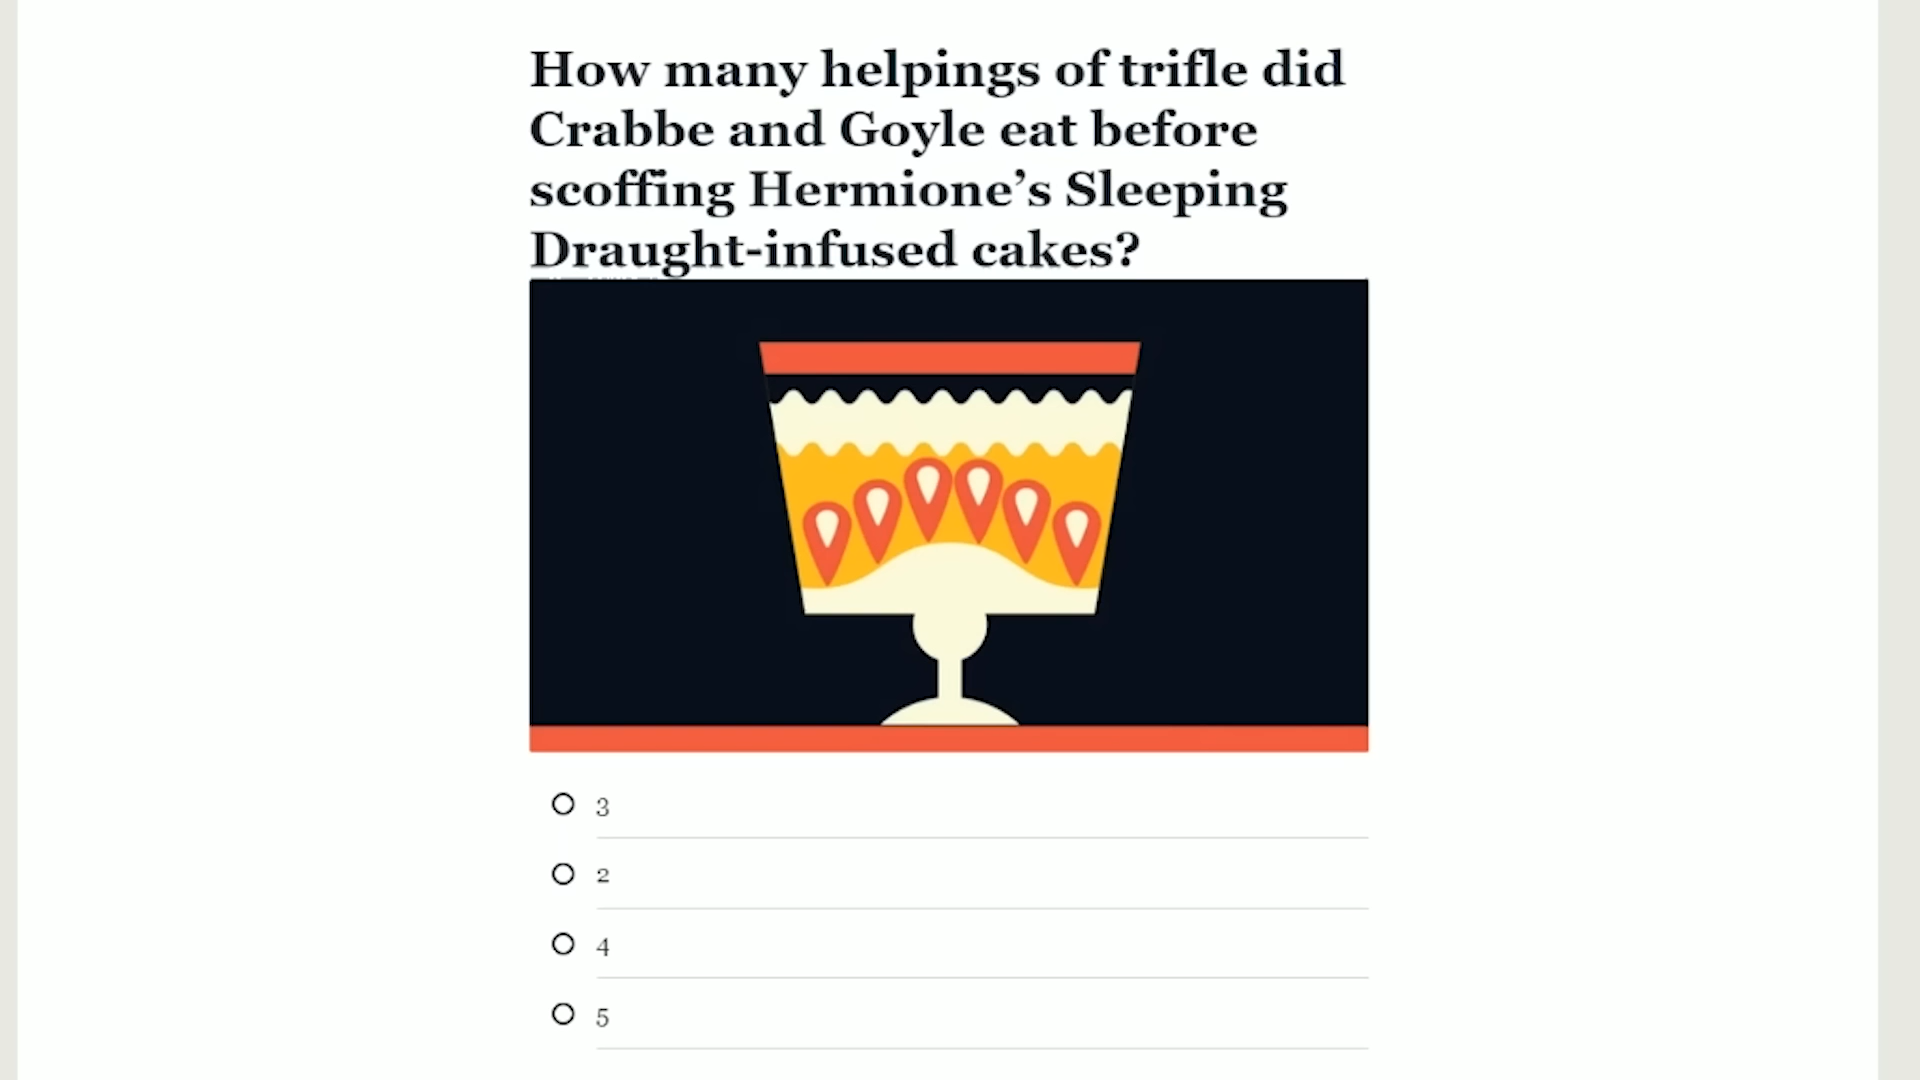 How many helpings of trifle did
Crabbe and Goyle eat before
scoffing Hermione’s Sleeping
Draught-infused cakes?
3
2
4
5